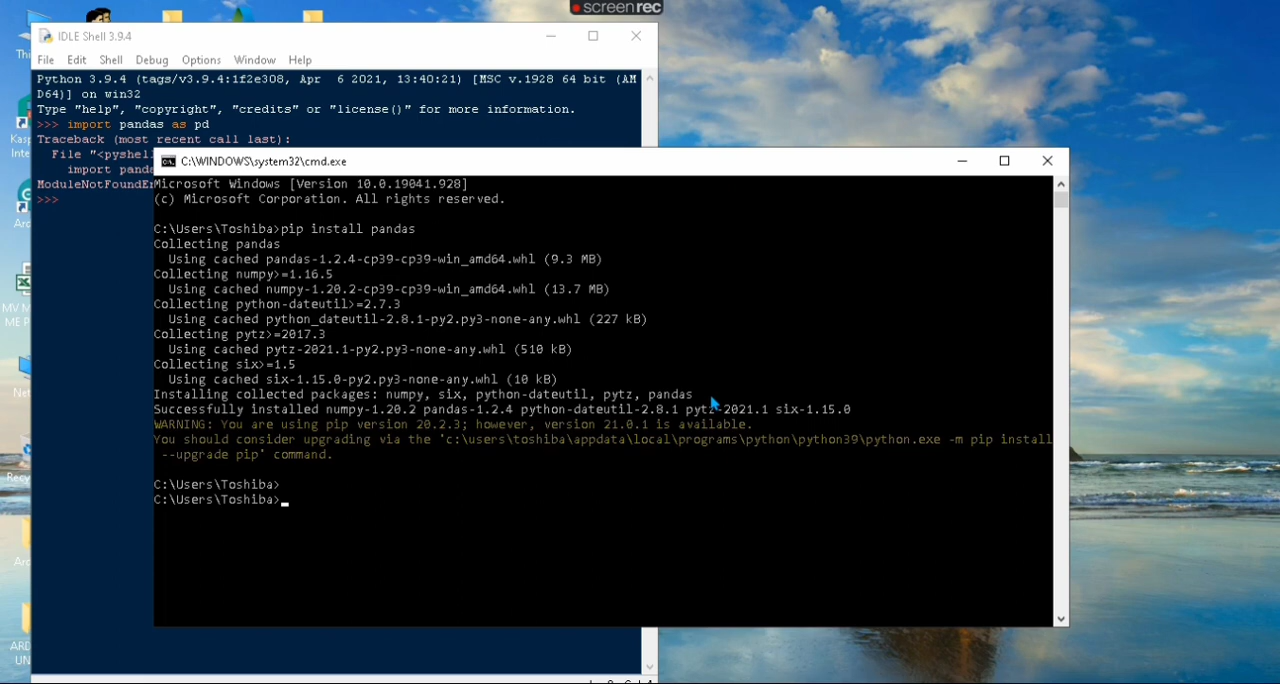 screenrec
IDLE Shell 3.9.4
File Edit Shell Debug Options Window Help
Python 3.9.4 (tags/v3.9.4:1f2e308, Apr 6 2021, 13:40:21) [MSC v.1928 64 bit (AM
D64)] on win32
Type "help", "copyright", "credits" or "license()" for more information.
>>> import pandas as pd
Traceback (most recent call last):
File "<pyshel
import panda
ModuleNotFoundEr
>>>
C:\WINDOWS\system32\cmd.exe
Microsoft Windows [Version 10.0.19041.928]
(c) Microsoft Corporation. All rights reserved.
C:\Users\Toshiba>pip install pandas
Collecting pandas
Using cached pandas-1.2.4-cp39-cp39-win_amd64.whl (9.3 MB)
Collecting numpy>=1.16.5
Using cached numpy-1.20.2-cp39-cp39-win_amd64.whl (13.7 MB)
Collecting python-dateutil>=2.7.3
Using cached python_dateutil-2.8.1-py2.py3-none-any.whl (227 kB)
Collecting pytz>=2017.3
Using cached pytz-2021.1-py2.py3-none-any.whl (510 kB)
Collecting six>=1.5
Using cached six-1.15.0-py2.py3-none-any.whl (10 kB)
Installing collected packages: numpy, six, python-dateutil, pytz, pandas
Successfully installed numpy-1.20.2 pandas-1.2.4 python-dateutil-2.8.1 pytz-2021.1 six-1.15.0
WARNING: You are using pip version 20.2.3; however, version 21.0.1 is available.
You should consider upgrading via the 'c:\users\toshiba\appdata\local\programs\python\python39\python.exe -m pip install
--upgrade pip' command.
C:\Users\Toshiba>
C:\Users\Toshiba>